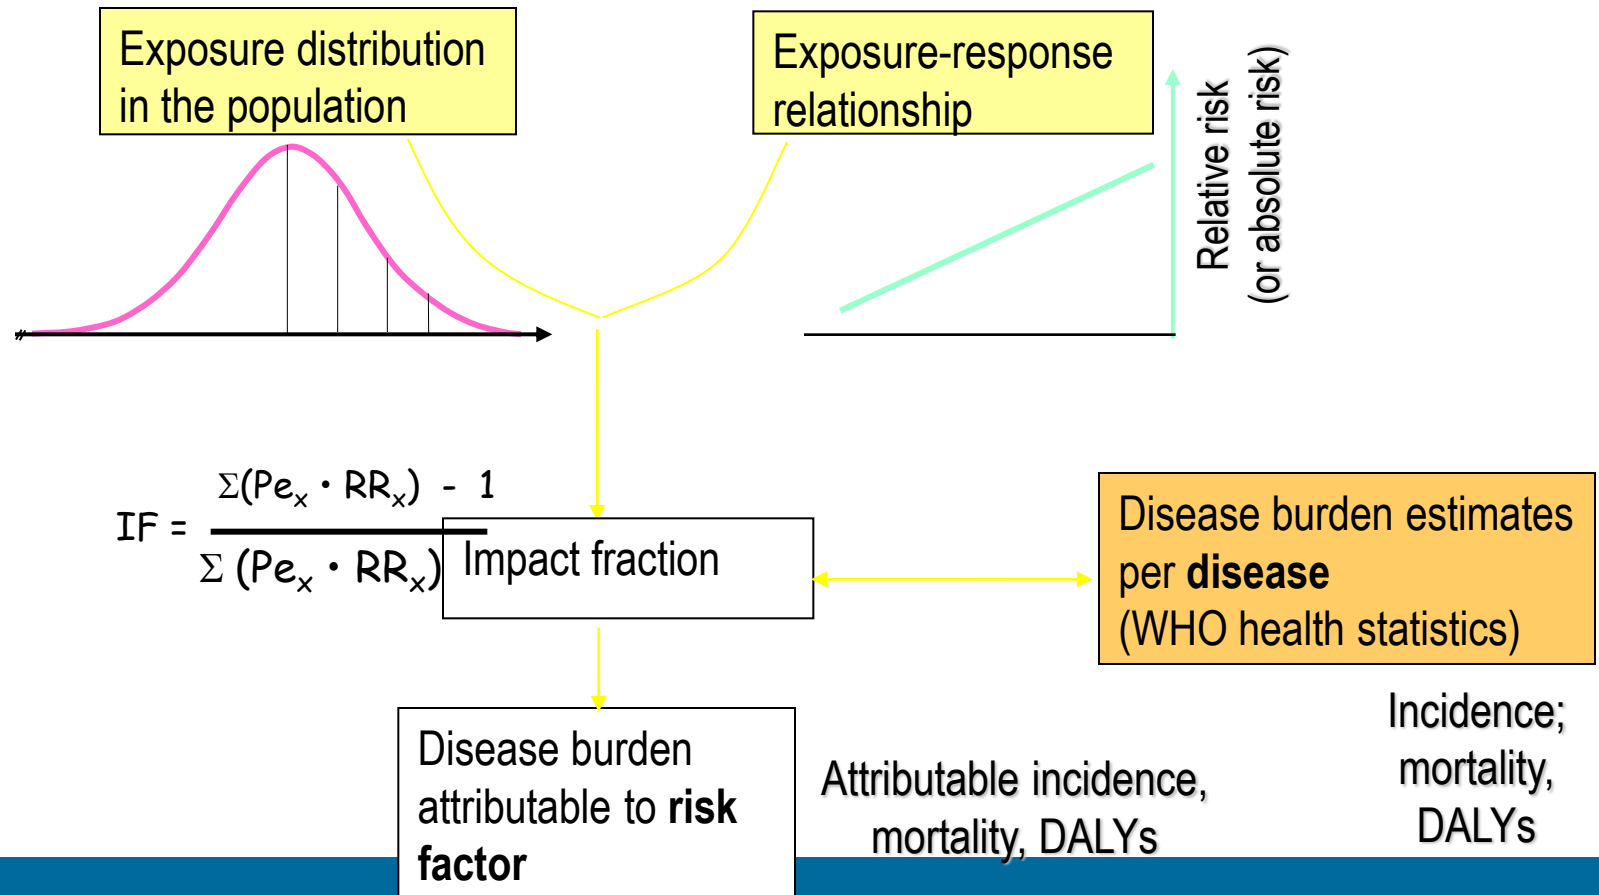 Exposure distribution
in the population
Exposure-response
relationship
Relative risk
(or absolute risk)
IF = Σ(Peₓ · RRₓ) - 1
Σ (Peₓ · RRₓ)
Impact fraction
Disease burden estimates
per disease
(WHO health statistics)
Incidence;
mortality,
DALYs
Disease burden
attributable to risk
factor
Attributable incidence,
mortality, DALYs